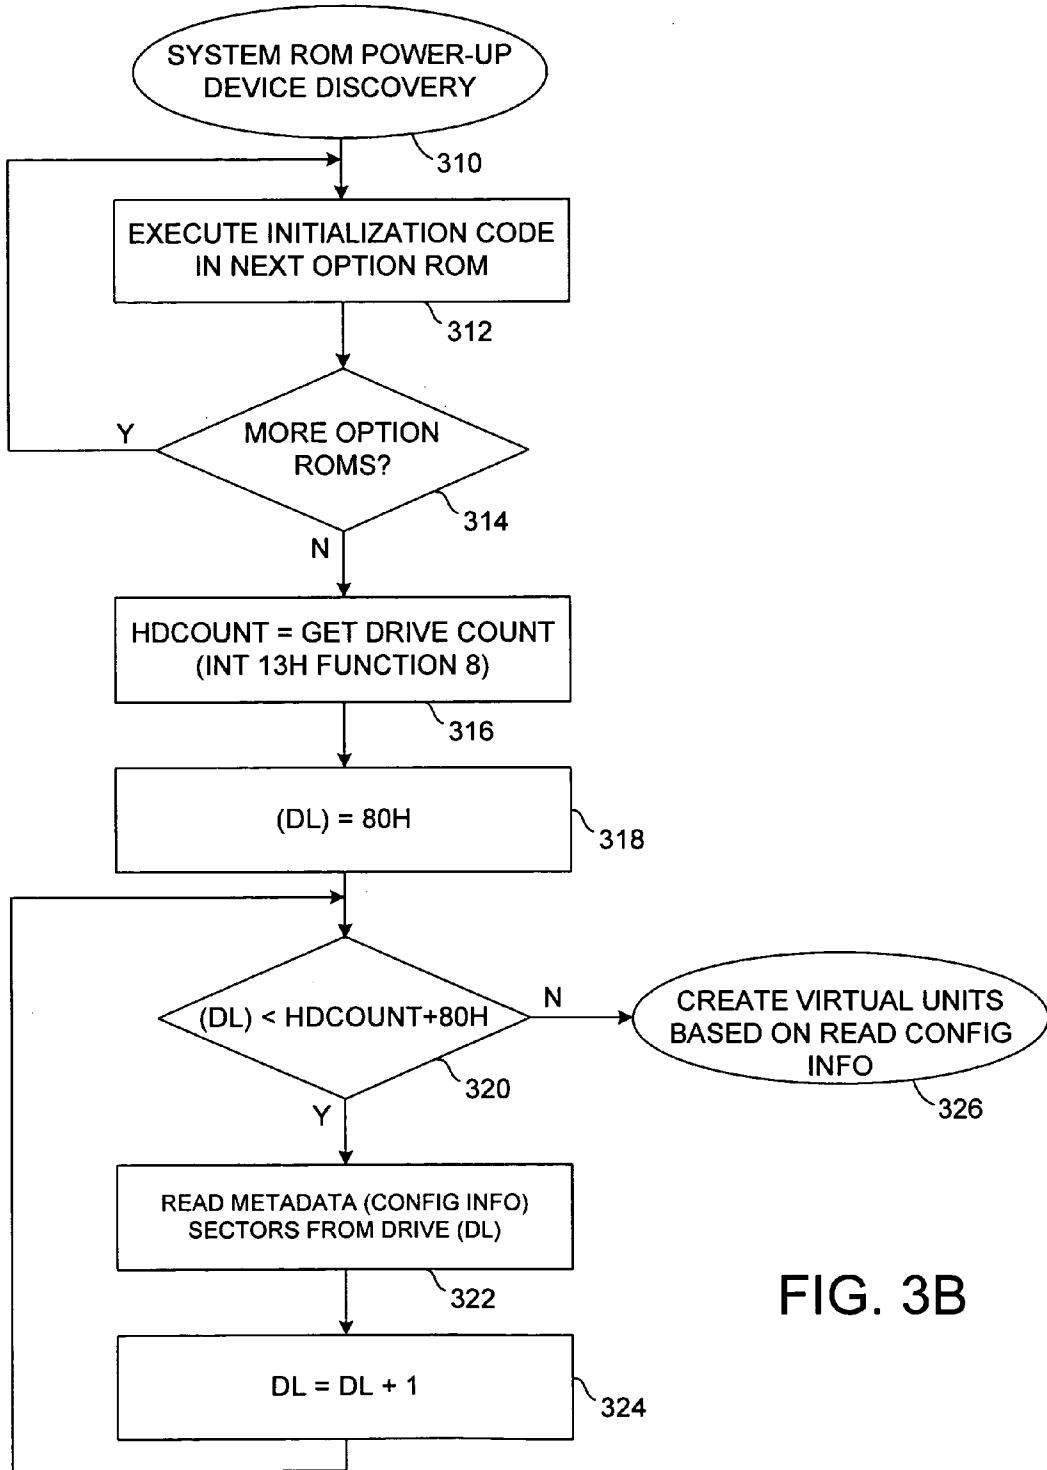 SYSTEM ROM POWER-UP
DEVICE DISCOVERY
310
EXECUTE INITIALIZATION CODE
IN NEXT OPTION ROM
312
Y
MORE OPTION
ROMS?
314
N
HDCOUNT = GET DRIVE COUNT
(INT 13H FUNCTION 8)
316
(DL) = 80H
318
(DL) < HDCOUNT+80H
N
320
CREATE VIRTUAL UNITS
BASED ON READ CONFIG
INFO
326
Y
READ METADATA (CONFIG INFO)
SECTORS FROM DRIVE (DL)
322
DL = DL + 1
324
FIG. 3B